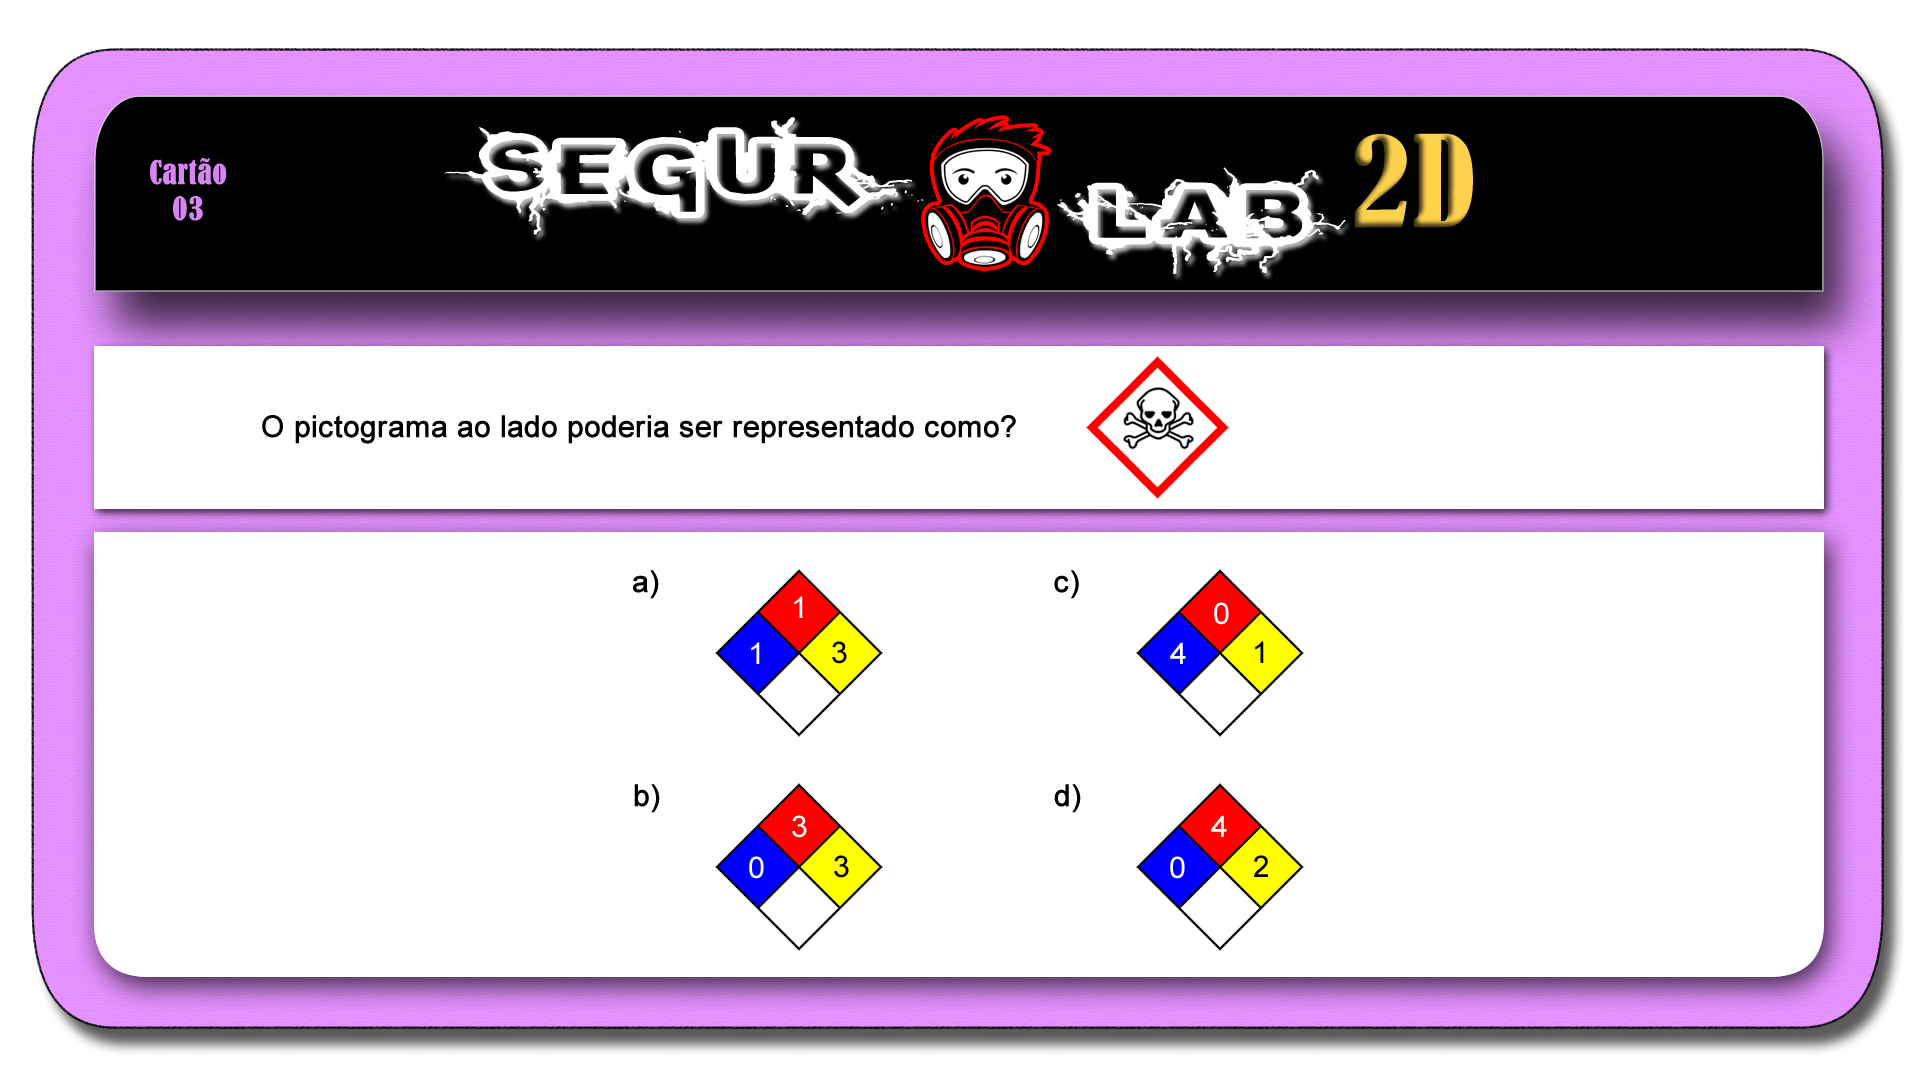 Cartão
03
SEGUR LAB 2D
O pictograma ao lado poderia ser representado como?
a)
1
1
3
c)
0
4
1
b)
3
0
3
d)
4
0
2